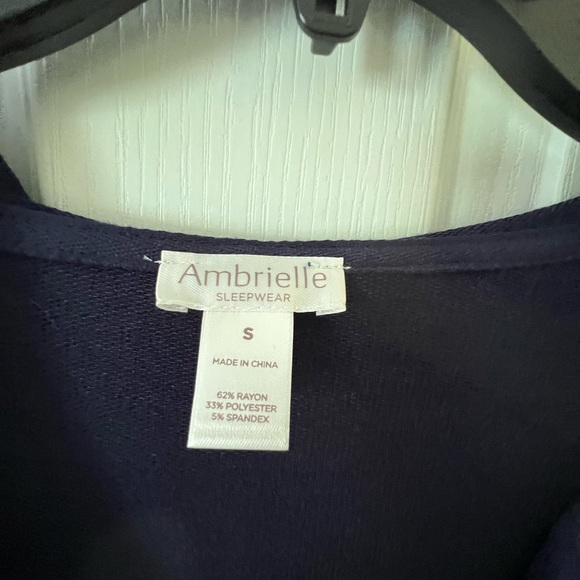 Ambrielle
SLEEPWEAR
S
MADE IN CHINA
62% RAYON
33% POLYESTER
5% SPANDEX